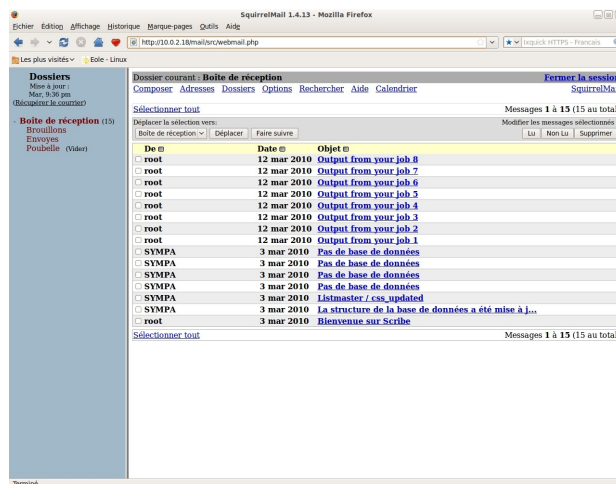 SquirrelMail 1.4.13 - Mozilla Firefox
Fichier Édition Affichage Historique Marque-pages Outils Aide
http://10.0.2.18/mail/src/webmail.php
Ixquick HTTPS - Francais
Les plus visités Eole - Linux
Dossiers
Mise à jour :
Mar, 9:36 pm
(Récupérer le courrier)
- Boîte de réception (15)
Brouillons
Envoyes
Poubelle (Vider)
Dossier courant : Boîte de réception
Fermer la session
Composer Adresses Dossiers Options Rechercher Aide Calendrier
SquirrelMai
Sélectionner tout
Messages 1 à 15 (15 au total
Déplacer la sélection vers:
Modifier les messages sélectionnés
Boîte de réception Déplacer Faire suivre
Lu Non Lu Supprimer
De Date Objet
root 12 mar 2010 Output from your job 8
root 12 mar 2010 Output from your job 7
root 12 mar 2010 Output from your job 6
root 12 mar 2010 Output from your job 5
root 12 mar 2010 Output from your job 4
root 12 mar 2010 Output from your job 3
root 12 mar 2010 Output from your job 2
root 12 mar 2010 Output from your job 1
SYMPA 3 mar 2010 Pas de base de données
SYMPA 3 mar 2010 Pas de base de données
SYMPA 3 mar 2010 Pas de base de données
SYMPA 3 mar 2010 Pas de base de données
SYMPA 3 mar 2010 Listmaster / css_updated
SYMPA 3 mar 2010 La structure de la base de données a été mise à j...
root 3 mar 2010 Bienvenue sur Scribe
Sélectionner tout
Messages 1 à 15 (15 au total
Terminé